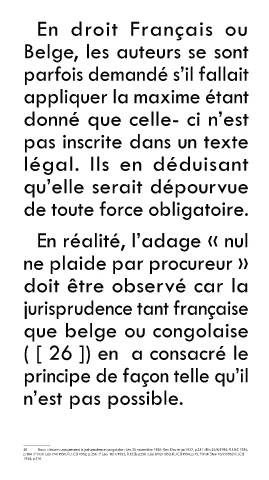 En droit Français ou
Belge, les auteurs se sont
parfois demandé s'il fallait
appliquer la maxime étant
donné que celle- ci n'est
pas inscrite dans un texte
légal. Ils en déduisant
qu'elle serait dépourvue
de toute force obligatoire.
En réalité, l'adage « nul
ne plaide par procureur »
doit être observé car la
jurisprudence tant française
que belge ou congolaise
( [ 26 ]) en a consacré le
principe de façon telle qu'il
n'est pas possible.